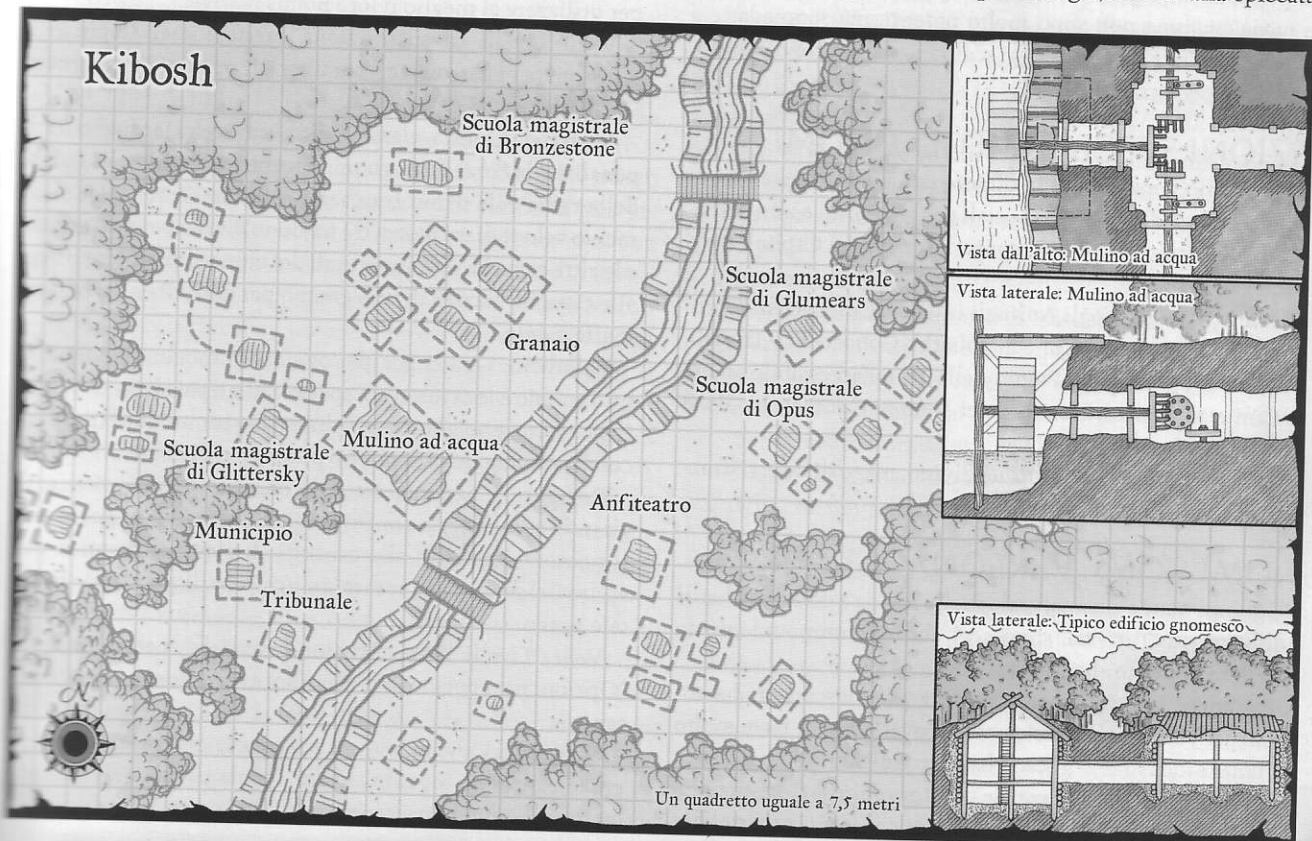 Kibosh
Scuola magistrale
di Bronzestone
Scuola magistrale
di Glumears
Granaio
Scuola magistrale
di Opus
Mulino ad acqua
Scuola magistrale
di Glittersky
Anfiteatro
Municipio
Tribunale
N
Un quadretto uguale a 7,5 metri
Vista dall'alto: Mulino ad acqua
Vista laterale: Mulino ad acqua
Vista laterale: Tipico edificio gnomesco